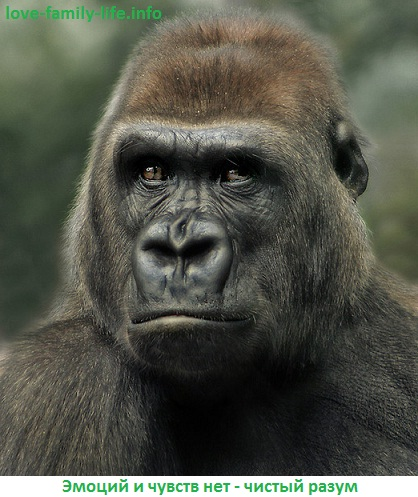 love-family-life.info
Эмоций и чувств нет - чистый разум